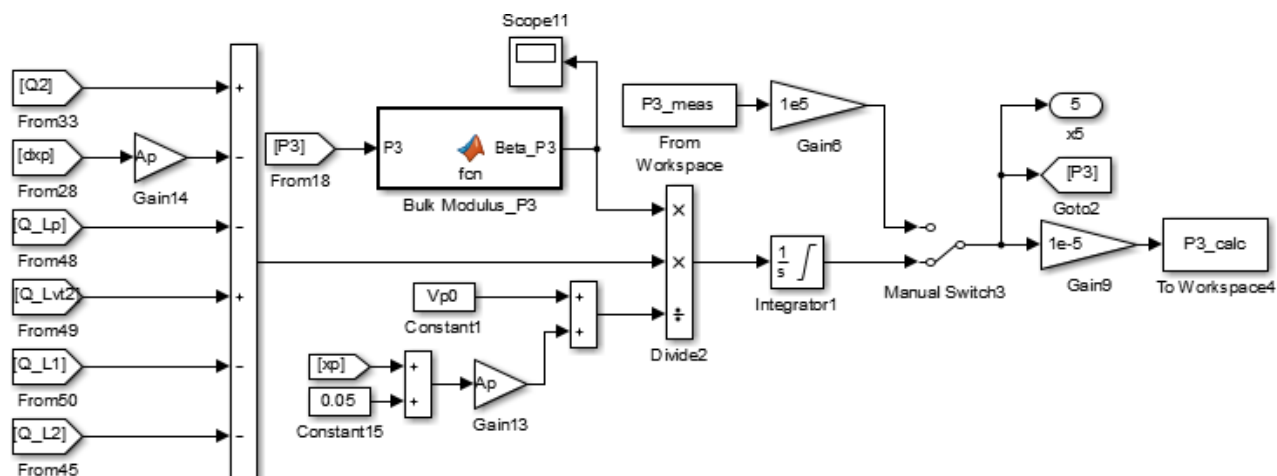 Scope11
[Q2]
+
From33
[dxp]
Ap
-
From28
Gain14
[Q_Lp]
-
From48
[Q_Lvt2]
+
From49
[Q_L1]
-
From50
[Q_L2]
-
From45
[P3]
From18
P3
fcn
Beta_P3
Bulk Modulus_P3
P3_meas
From
Workspace
1e5
Gain6
×
×
÷
Divide2
Vp0
Constant1
+
+
[xp]
0.05
Constant15
+
+
Ap
Gain13
1
s
Integrator1
Manual Switch3
5
x5
[P3]
Goto2
1e-5
Gain9
P3_calc
To Workspace4